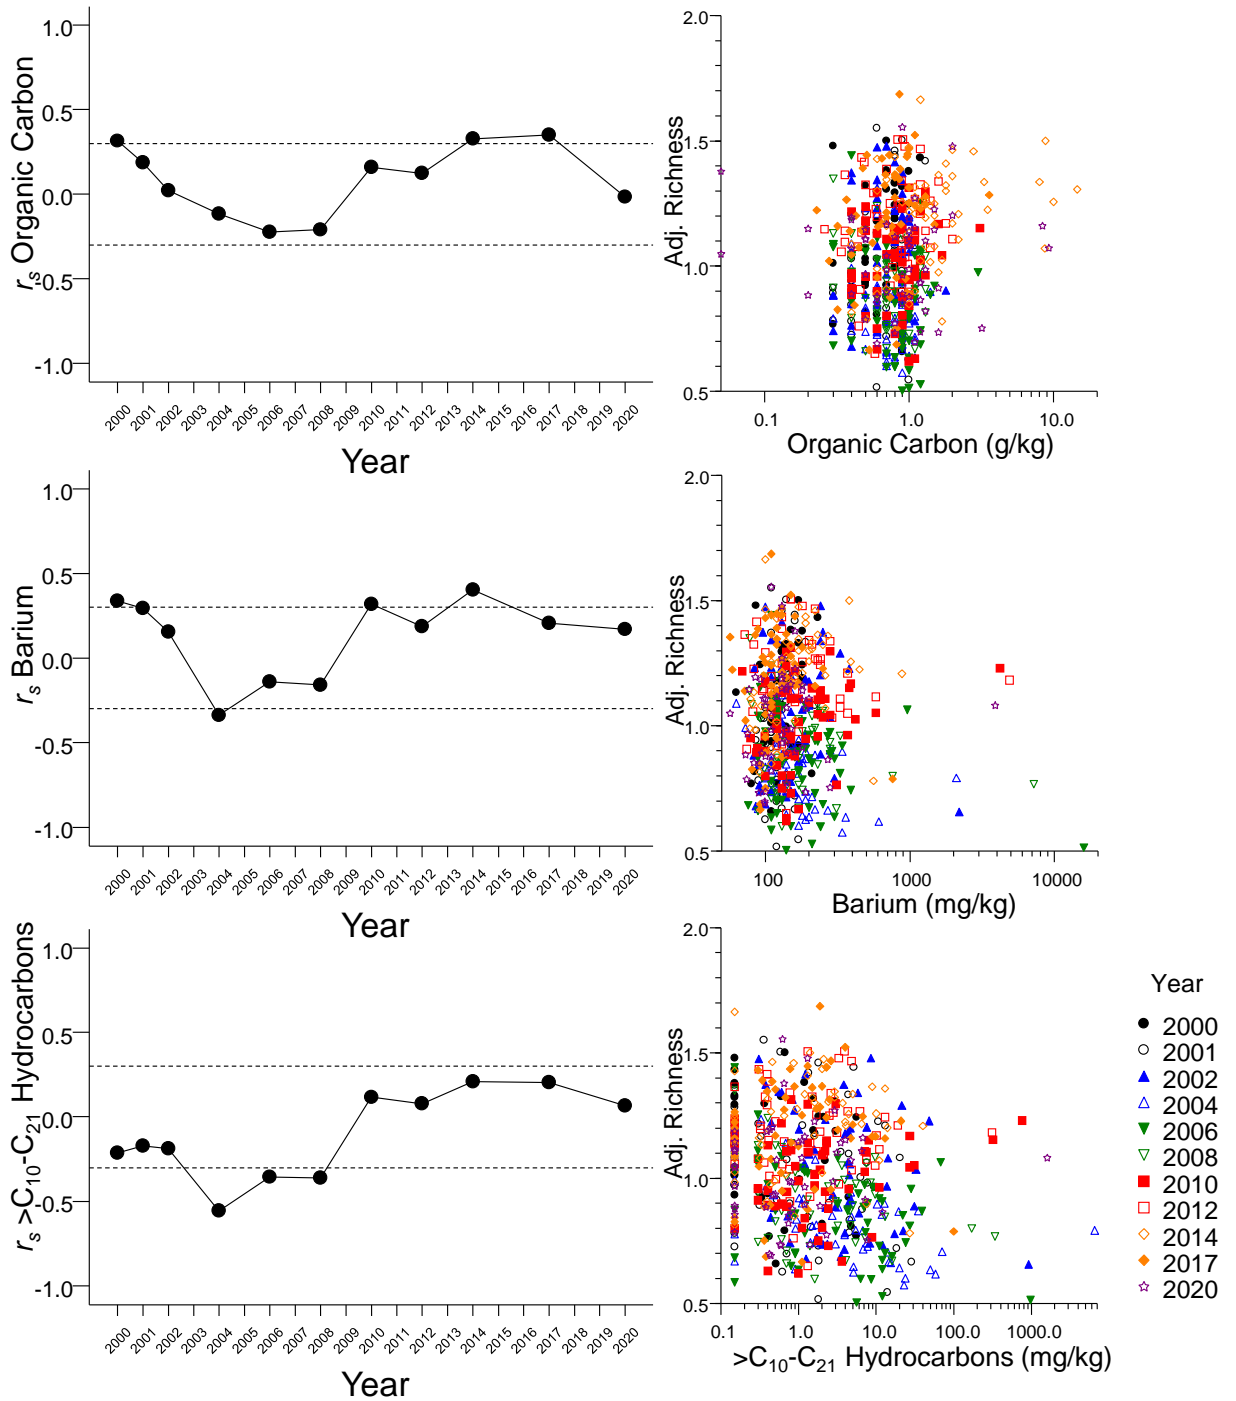 1.0
0.5
0.0
-0.5
-1.0
rs Organic Carbon
2000 2001 2002 2003 2004 2005 2006 2007 2008 2009 2010 2011 2012 2013 2014 2015 2016 2017 2018 2019 2020
Year
2.0
1.5
1.0
0.5
Adj. Richness
0.1 1.0 10.0
Organic Carbon (g/kg)
1.0
0.5
0.0
-0.5
-1.0
rs Barium
2000 2001 2002 2003 2004 2005 2006 2007 2008 2009 2010 2011 2012 2013 2014 2015 2016 2017 2018 2019 2020
Year
2.0
1.5
1.0
0.5
Adj. Richness
100 1000 10000
Barium (mg/kg)
1.0
0.5
0.0
-0.5
-1.0
rs >C10-C21 Hydrocarbons
2000 2001 2002 2003 2004 2005 2006 2007 2008 2009 2010 2011 2012 2013 2014 2015 2016 2017 2018 2019 2020
Year
2.0
1.5
1.0
0.5
Adj. Richness
0.1 1.0 10.0 100.0 1000.0
>C10-C21 Hydrocarbons (mg/kg)
Year
2000
2001
2002
2004
2006
2008
2010
2012
2014
2017
2020